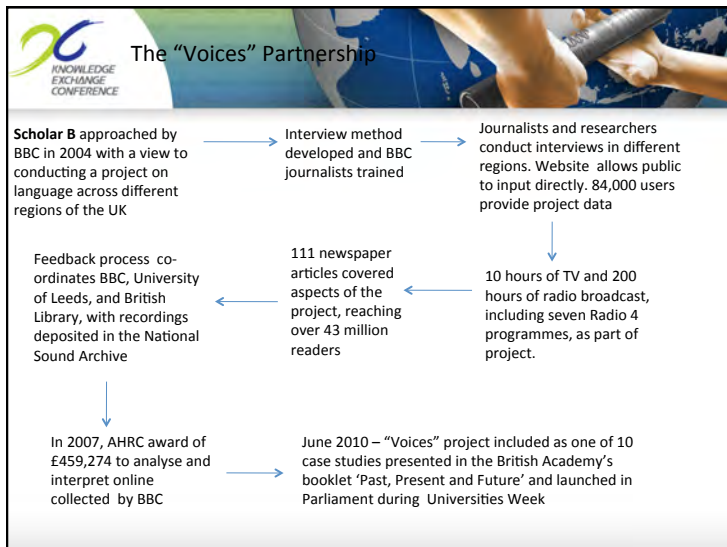 The “Voices” Partnership
KNOWLEDGE
EXCHANGE
CONFERENCE
Scholar B approached by
BBC in 2004 with a view to
conducting a project on
language across different
regions of the UK
Interview method
developed and BBC
journalists trained
Journalists and researchers
conduct interviews in different
regions. Website allows public
to input directly. 84,000 users
provide project data
10 hours of TV and 200
hours of radio broadcast,
including seven Radio 4
programmes, as part of
project.
111 newspaper
articles covered
aspects of the
project, reaching
over 43 million
readers
Feedback process co-
ordinates BBC, University
of Leeds, and British
Library, with recordings
deposited in the National
Sound Archive
In 2007, AHRC award of
£459,274 to analyse and
interpret online
collected by BBC
June 2010 – “Voices” project included as one of 10
case studies presented in the British Academy’s
booklet ‘Past, Present and Future’ and launched in
Parliament during Universities Week